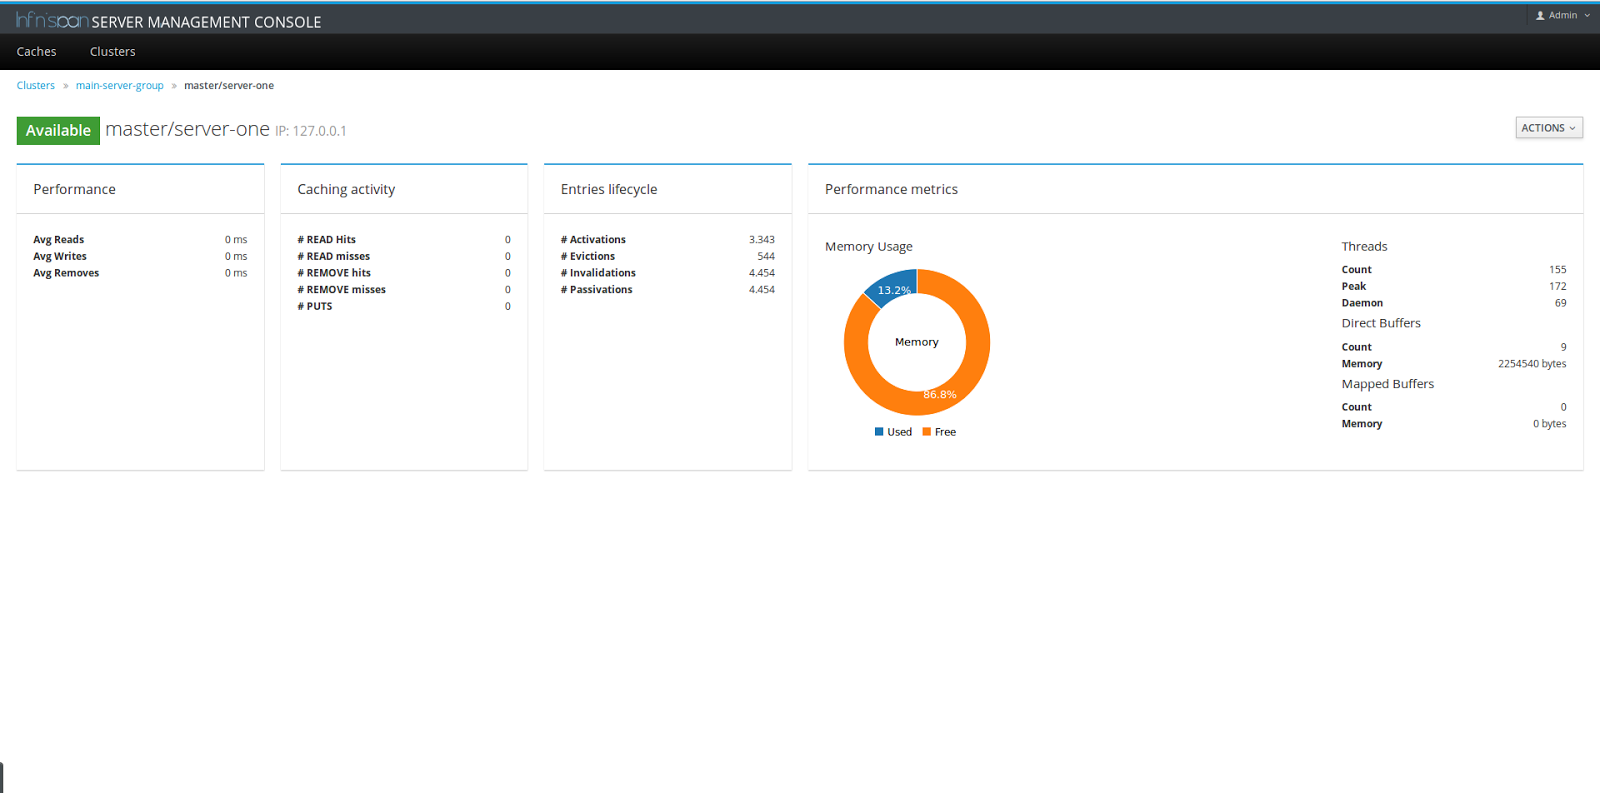 Infinispan SERVER MANAGEMENT CONSOLE
Admin
Caches Clusters
Clusters » main-server-group » master/server-one
Available master/server-one IP: 127.0.0.1
ACTIONS
Performance
Avg Reads 0 ms
Avg Writes 0 ms
Avg Removes 0 ms
Caching activity
# READ Hits 0
# READ misses 0
# REMOVE hits 0
# REMOVE misses 0
# PUTS 0
Entries lifecycle
# Activations 3.343
# Evictions 544
# Invalidations 4.454
# Passivations 4.454
Performance metrics
Memory Usage
13.2%
Memory
86.8%
Used Free
Threads
Count 155
Peak 172
Daemon 69
Direct Buffers
Count 9
Memory 2254540 bytes
Mapped Buffers
Count 0
Memory 0 bytes